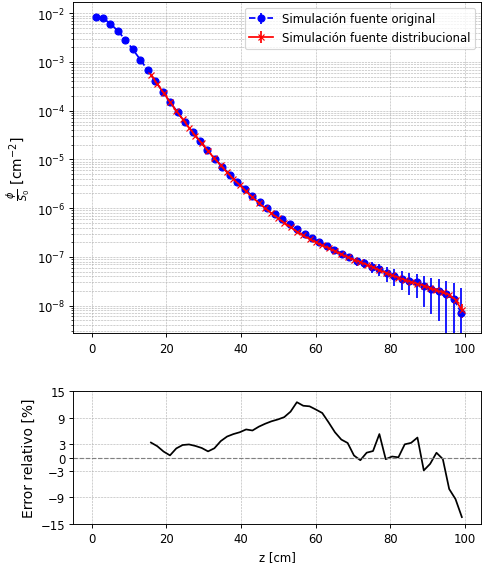 Simulación fuente original
Simulación fuente distribucional
10⁻²
10⁻³
10⁻⁴
10⁻⁵
10⁻⁶
10⁻⁷
10⁻⁸
ϕ/S₀ [cm⁻²]
0 20 40 60 80 100
15
9
3
0
−3
−9
−15
Error relativo [%]
0 20 40 60 80 100
z [cm]